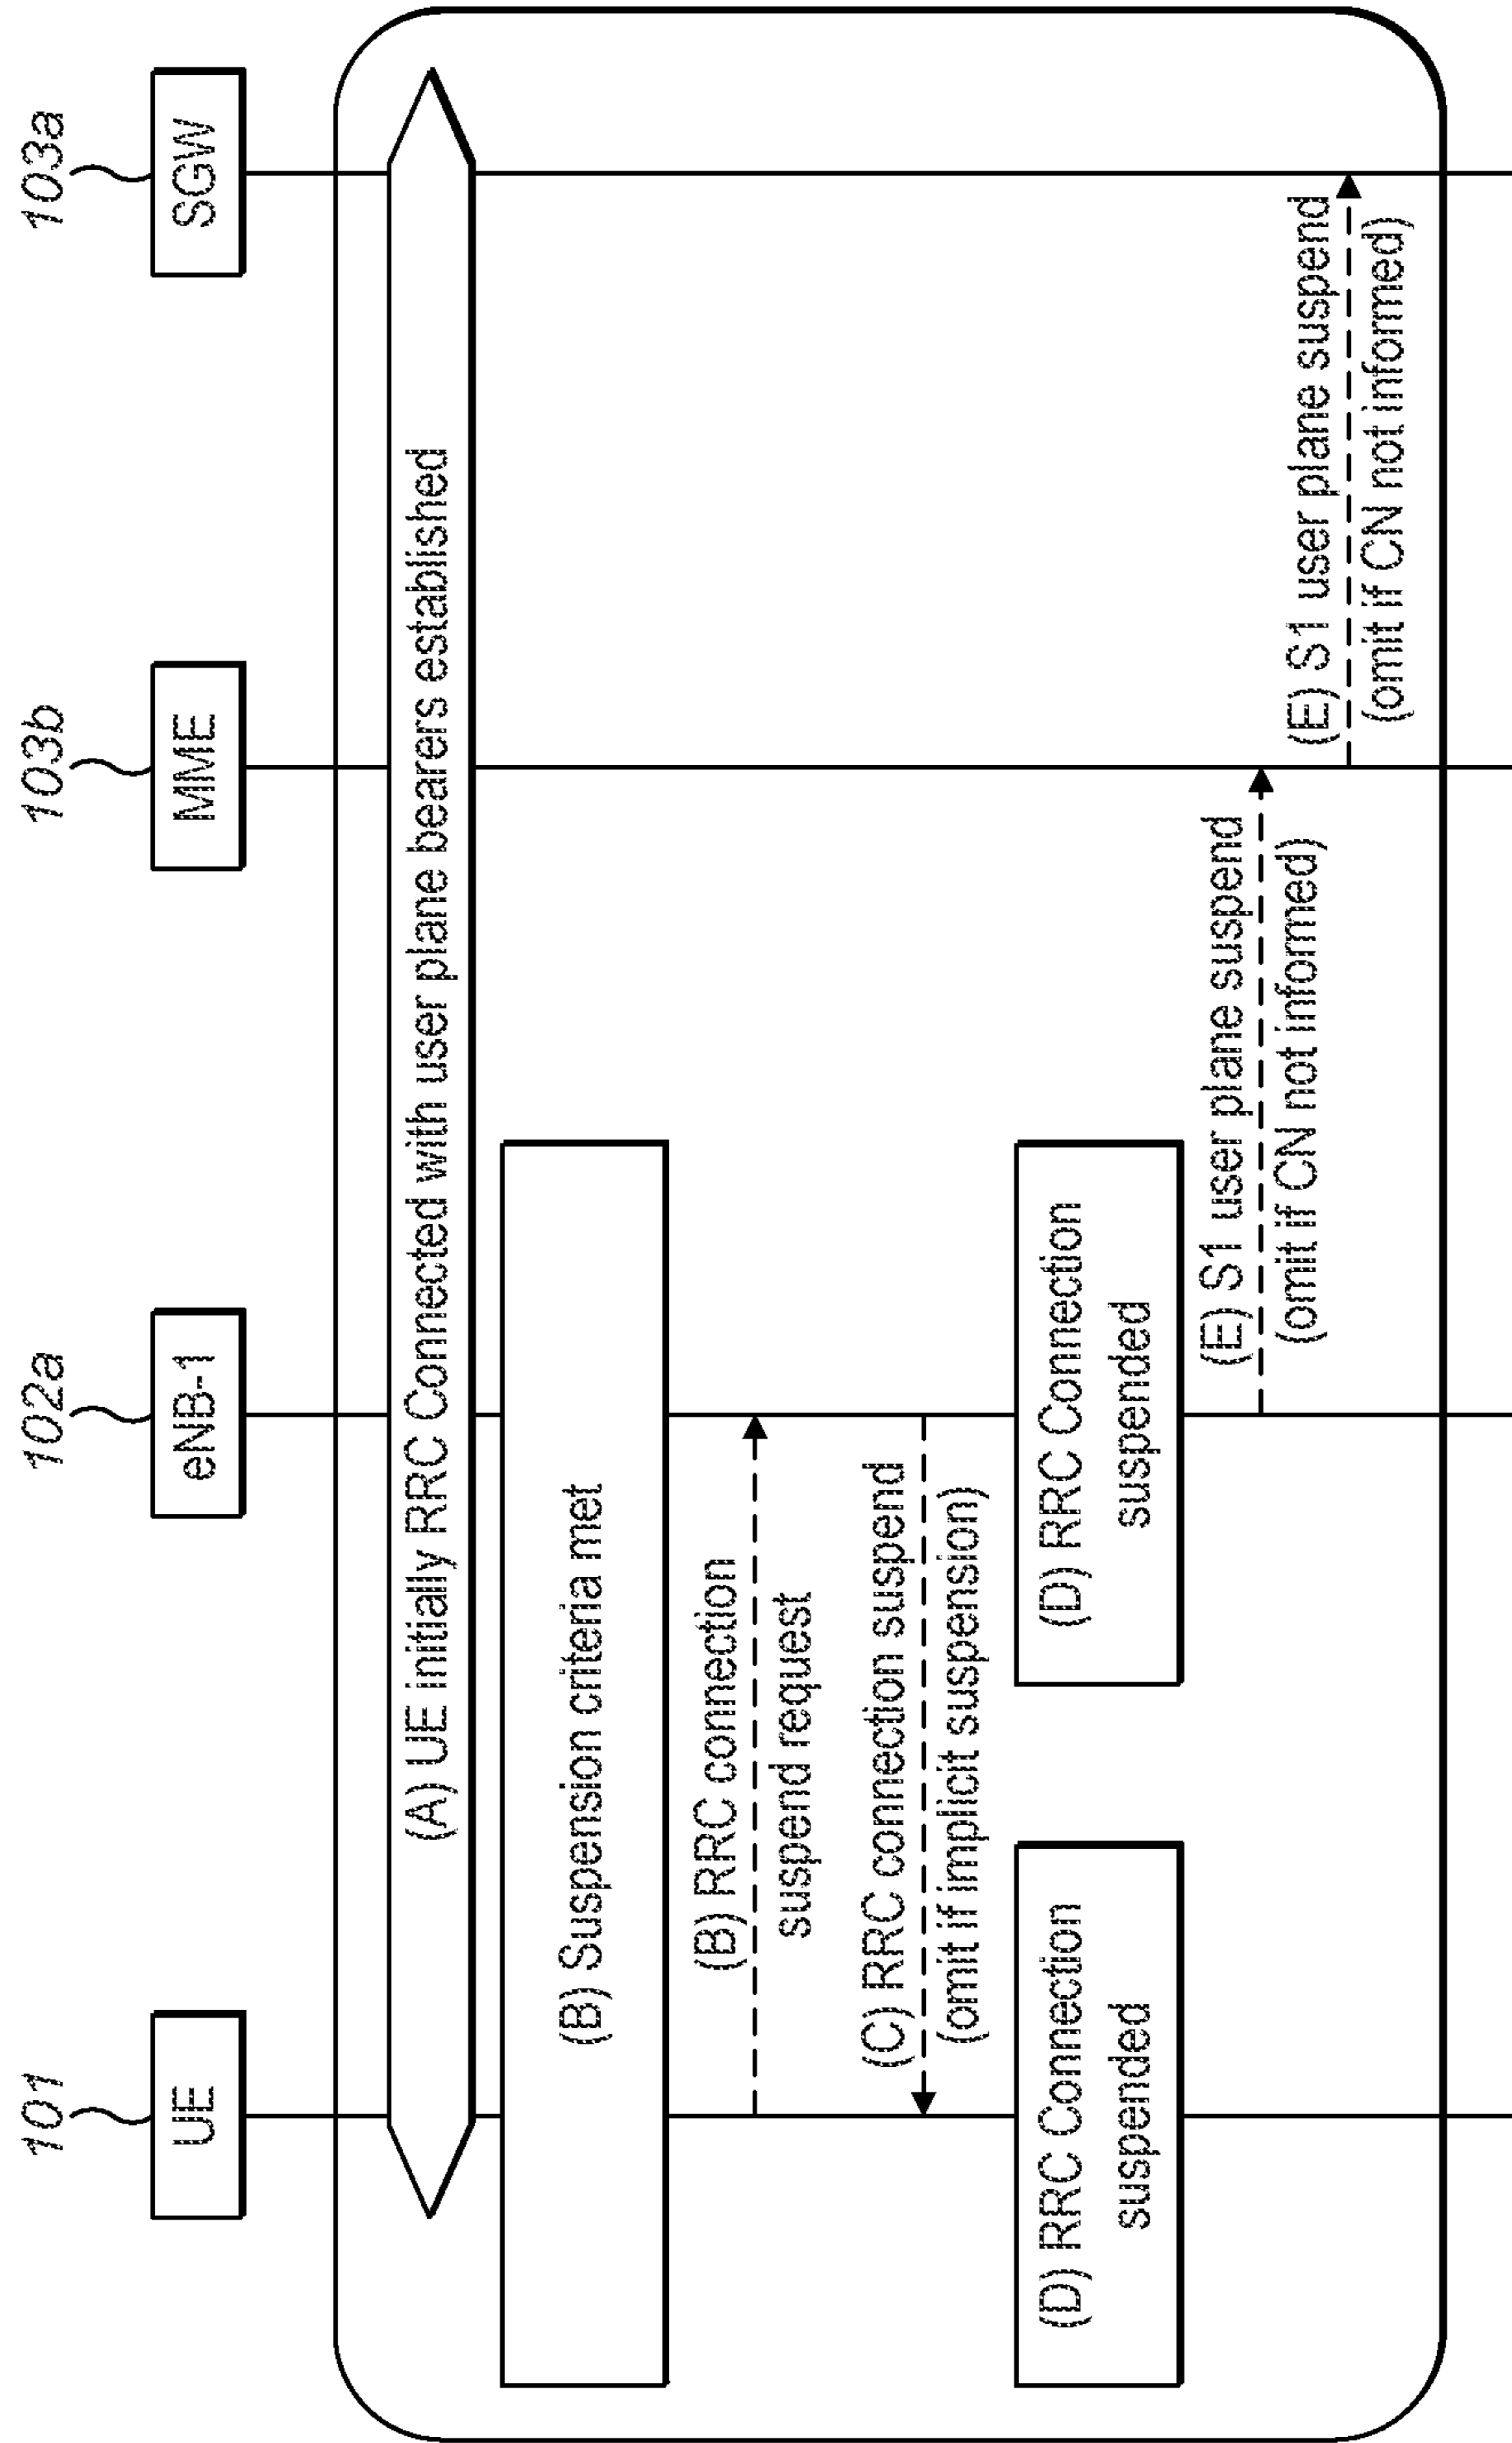 101
102a
103b
103a
UE
eNB-1
MME
SGW
(A) UE initially RRC Connected with user plane bearers established
(B) Suspension criteria met
(B) RRC connection
suspend request
(C) RRC connection suspend
(omit if implicit suspension)
(D) RRC Connection
suspended
(D) RRC Connection
suspended
(E) S1 user plane suspend
(omit if CN not informed)
(E) S1 user plane suspend
(omit if CN not informed)